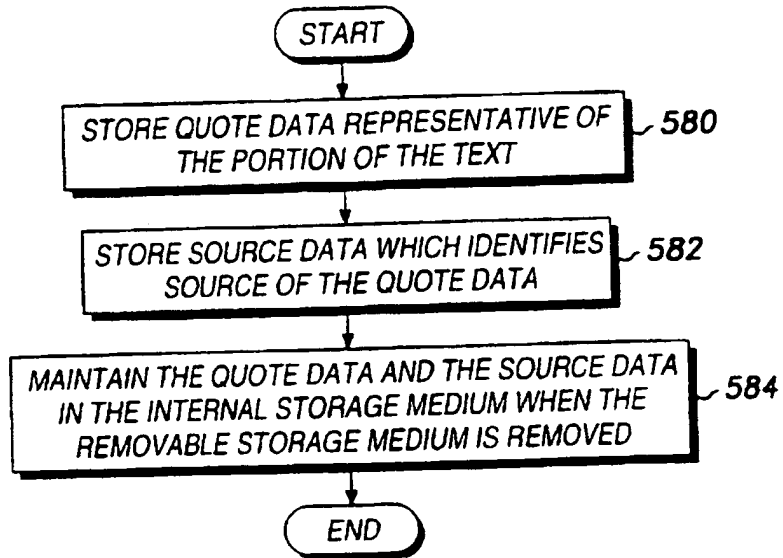 START
STORE QUOTE DATA REPRESENTATIVE OF
THE PORTION OF THE TEXT
580
STORE SOURCE DATA WHICH IDENTIFIES
SOURCE OF THE QUOTE DATA
582
MAINTAIN THE QUOTE DATA AND THE SOURCE DATA
IN THE INTERNAL STORAGE MEDIUM WHEN THE
REMOVABLE STORAGE MEDIUM IS REMOVED
584
END